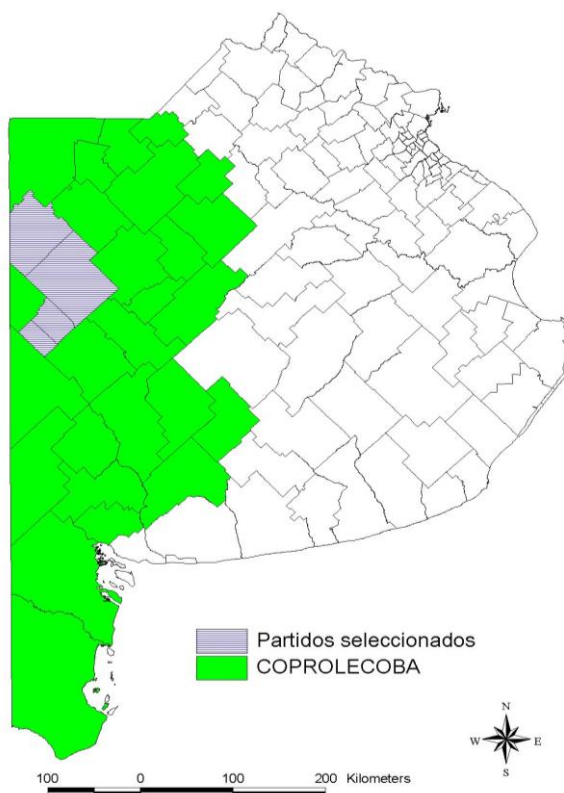 Partidos seleccionados
COPROLECOBA
N
W E
S
100 0 100 200 Kilometers